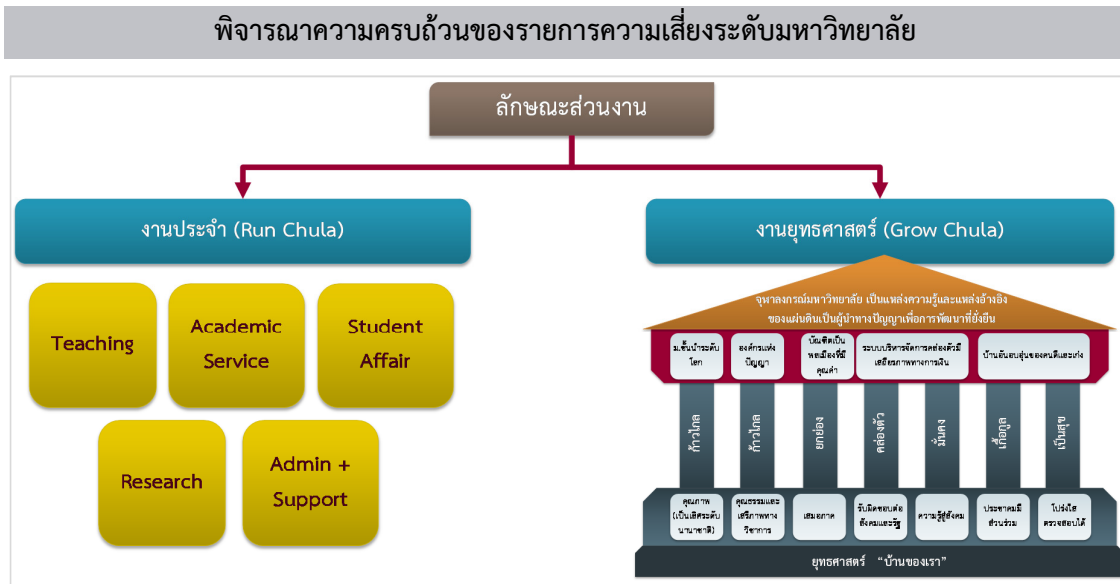 พิจารณาความครบถ้วนของรายการความเสี่ยงระดับมหาวิทยาลัย
ลักษณะส่วนงาน
งานประจำ (Run Chula)
Teaching
Academic
Service
Student
Affair
Research
Admin +
Support
งานยุทธศาสตร์ (Grow Chula)
จุฬาลงกรณ์มหาวิทยาลัย เป็นแหล่งความรู้และแหล่งอ้างอิง
ของแผ่นดินเป็นผู้นำทางปัญญาเพื่อการพัฒนาที่ยั่งยืน
ม.ชั้นนำระดับ
โลก
องค์กรแห่ง
ปัญญา
บัณฑิตเป็น
พลเมืองที่มี
คุณค่า
ระบบบริหารจัดการคล่องตัวมี
เสถียรภาพทางการเงิน
บ้านอันอบอุ่นของคนดีและเก่ง
ก้าวไกล
ก้าวไกล
ยกย่อง
คล่องตัว
มั่นคง
เกื้อกูล
เป็นสุข
คุณภาพ
(เป็นเลิศระดับ
นานาชาติ)
คุณธรรมและ
เสรีภาพทาง
วิชาการ
เสมอภาค
รับผิดชอบต่อ
สังคมและรัฐ
ความรู้สู่สังคม
ประชาคมมี
ส่วนร่วม
โปร่งใส
ตรวจสอบได้
ยุทธศาสตร์ “บ้านของเรา”